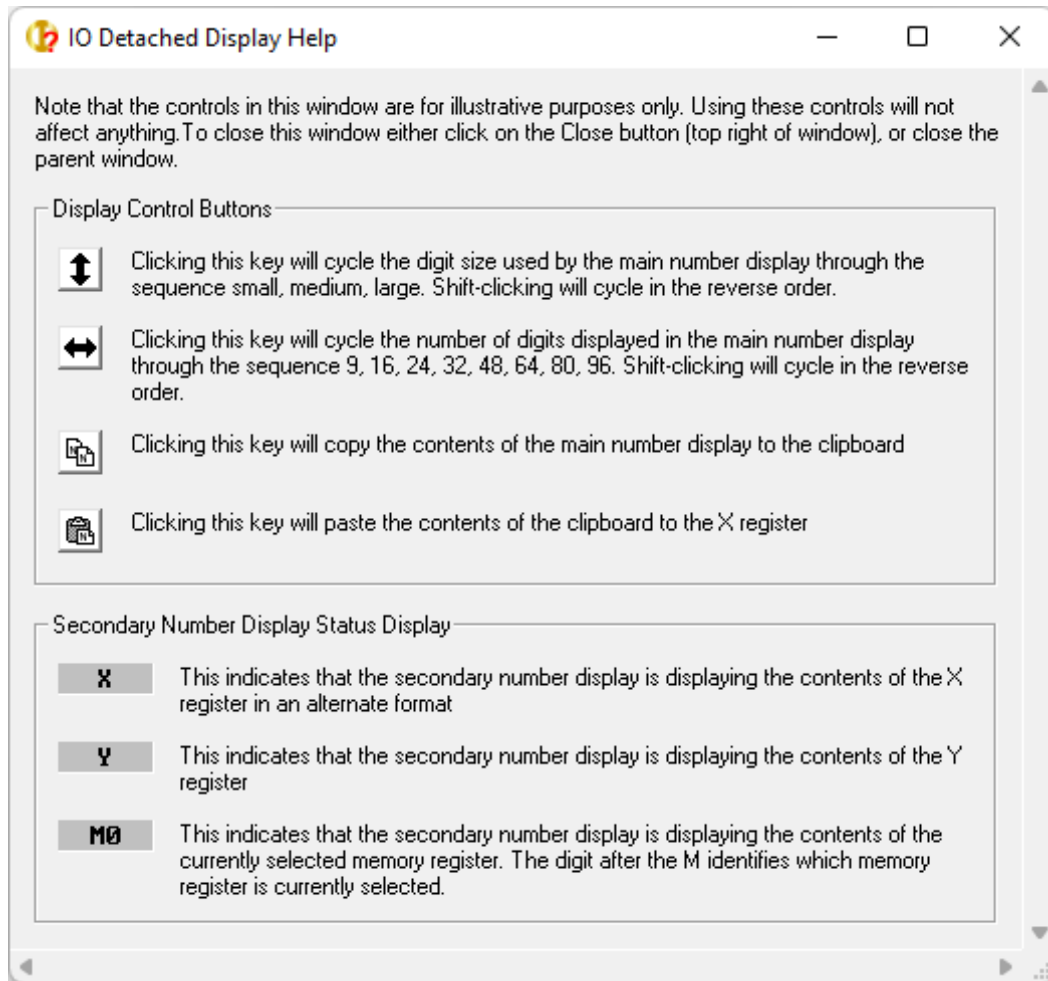 IO Detached Display Help
Note that the controls in this window are for illustrative purposes only. Using these controls will not
affect anything.To close this window either click on the Close button (top right of window), or close the
parent window.
Display Control Buttons
Clicking this key will cycle the digit size used by the main number display through the
sequence small, medium, large. Shift-clicking will cycle in the reverse order.
Clicking this key will cycle the number of digits displayed in the main number display
through the sequence 9, 16, 24, 32, 48, 64, 80, 96. Shift-clicking will cycle in the reverse
order.
Clicking this key will copy the contents of the main number display to the clipboard
Clicking this key will paste the contents of the clipboard to the X register
Secondary Number Display Status Display
X
This indicates that the secondary number display is displaying the contents of the X
register in an alternate format
Y
This indicates that the secondary number display is displaying the contents of the Y
register
M0
This indicates that the secondary number display is displaying the contents of the
currently selected memory register. The digit after the M identifies which memory
register is currently selected.